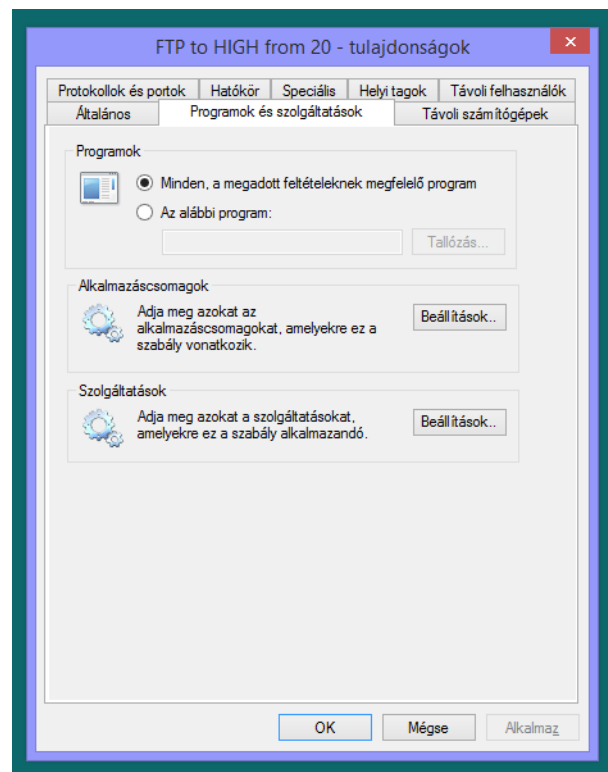 FTP to HIGH from 20 - tulajdonságok
Protokollok és portok
Hatókör
Speciális
Helyi tagok
Távoli felhasználók
Általános
Programok és szolgáltatások
Távoli számítógépek
Programok
Minden, a megadott feltételeknek megfelelő program
Az alábbi program:
Tallózás...
Alkalmazáscsomagok
Adja meg azokat az
alkalmazáscsomagokat, amelyekre ez a
szabály vonatkozik.
Beállítások..
Szolgáltatások
Adja meg azokat a szolgáltatásokat,
amelyekre ez a szabály alkalmazandó.
Beállítások..
OK
Mégse
Alkalmaz